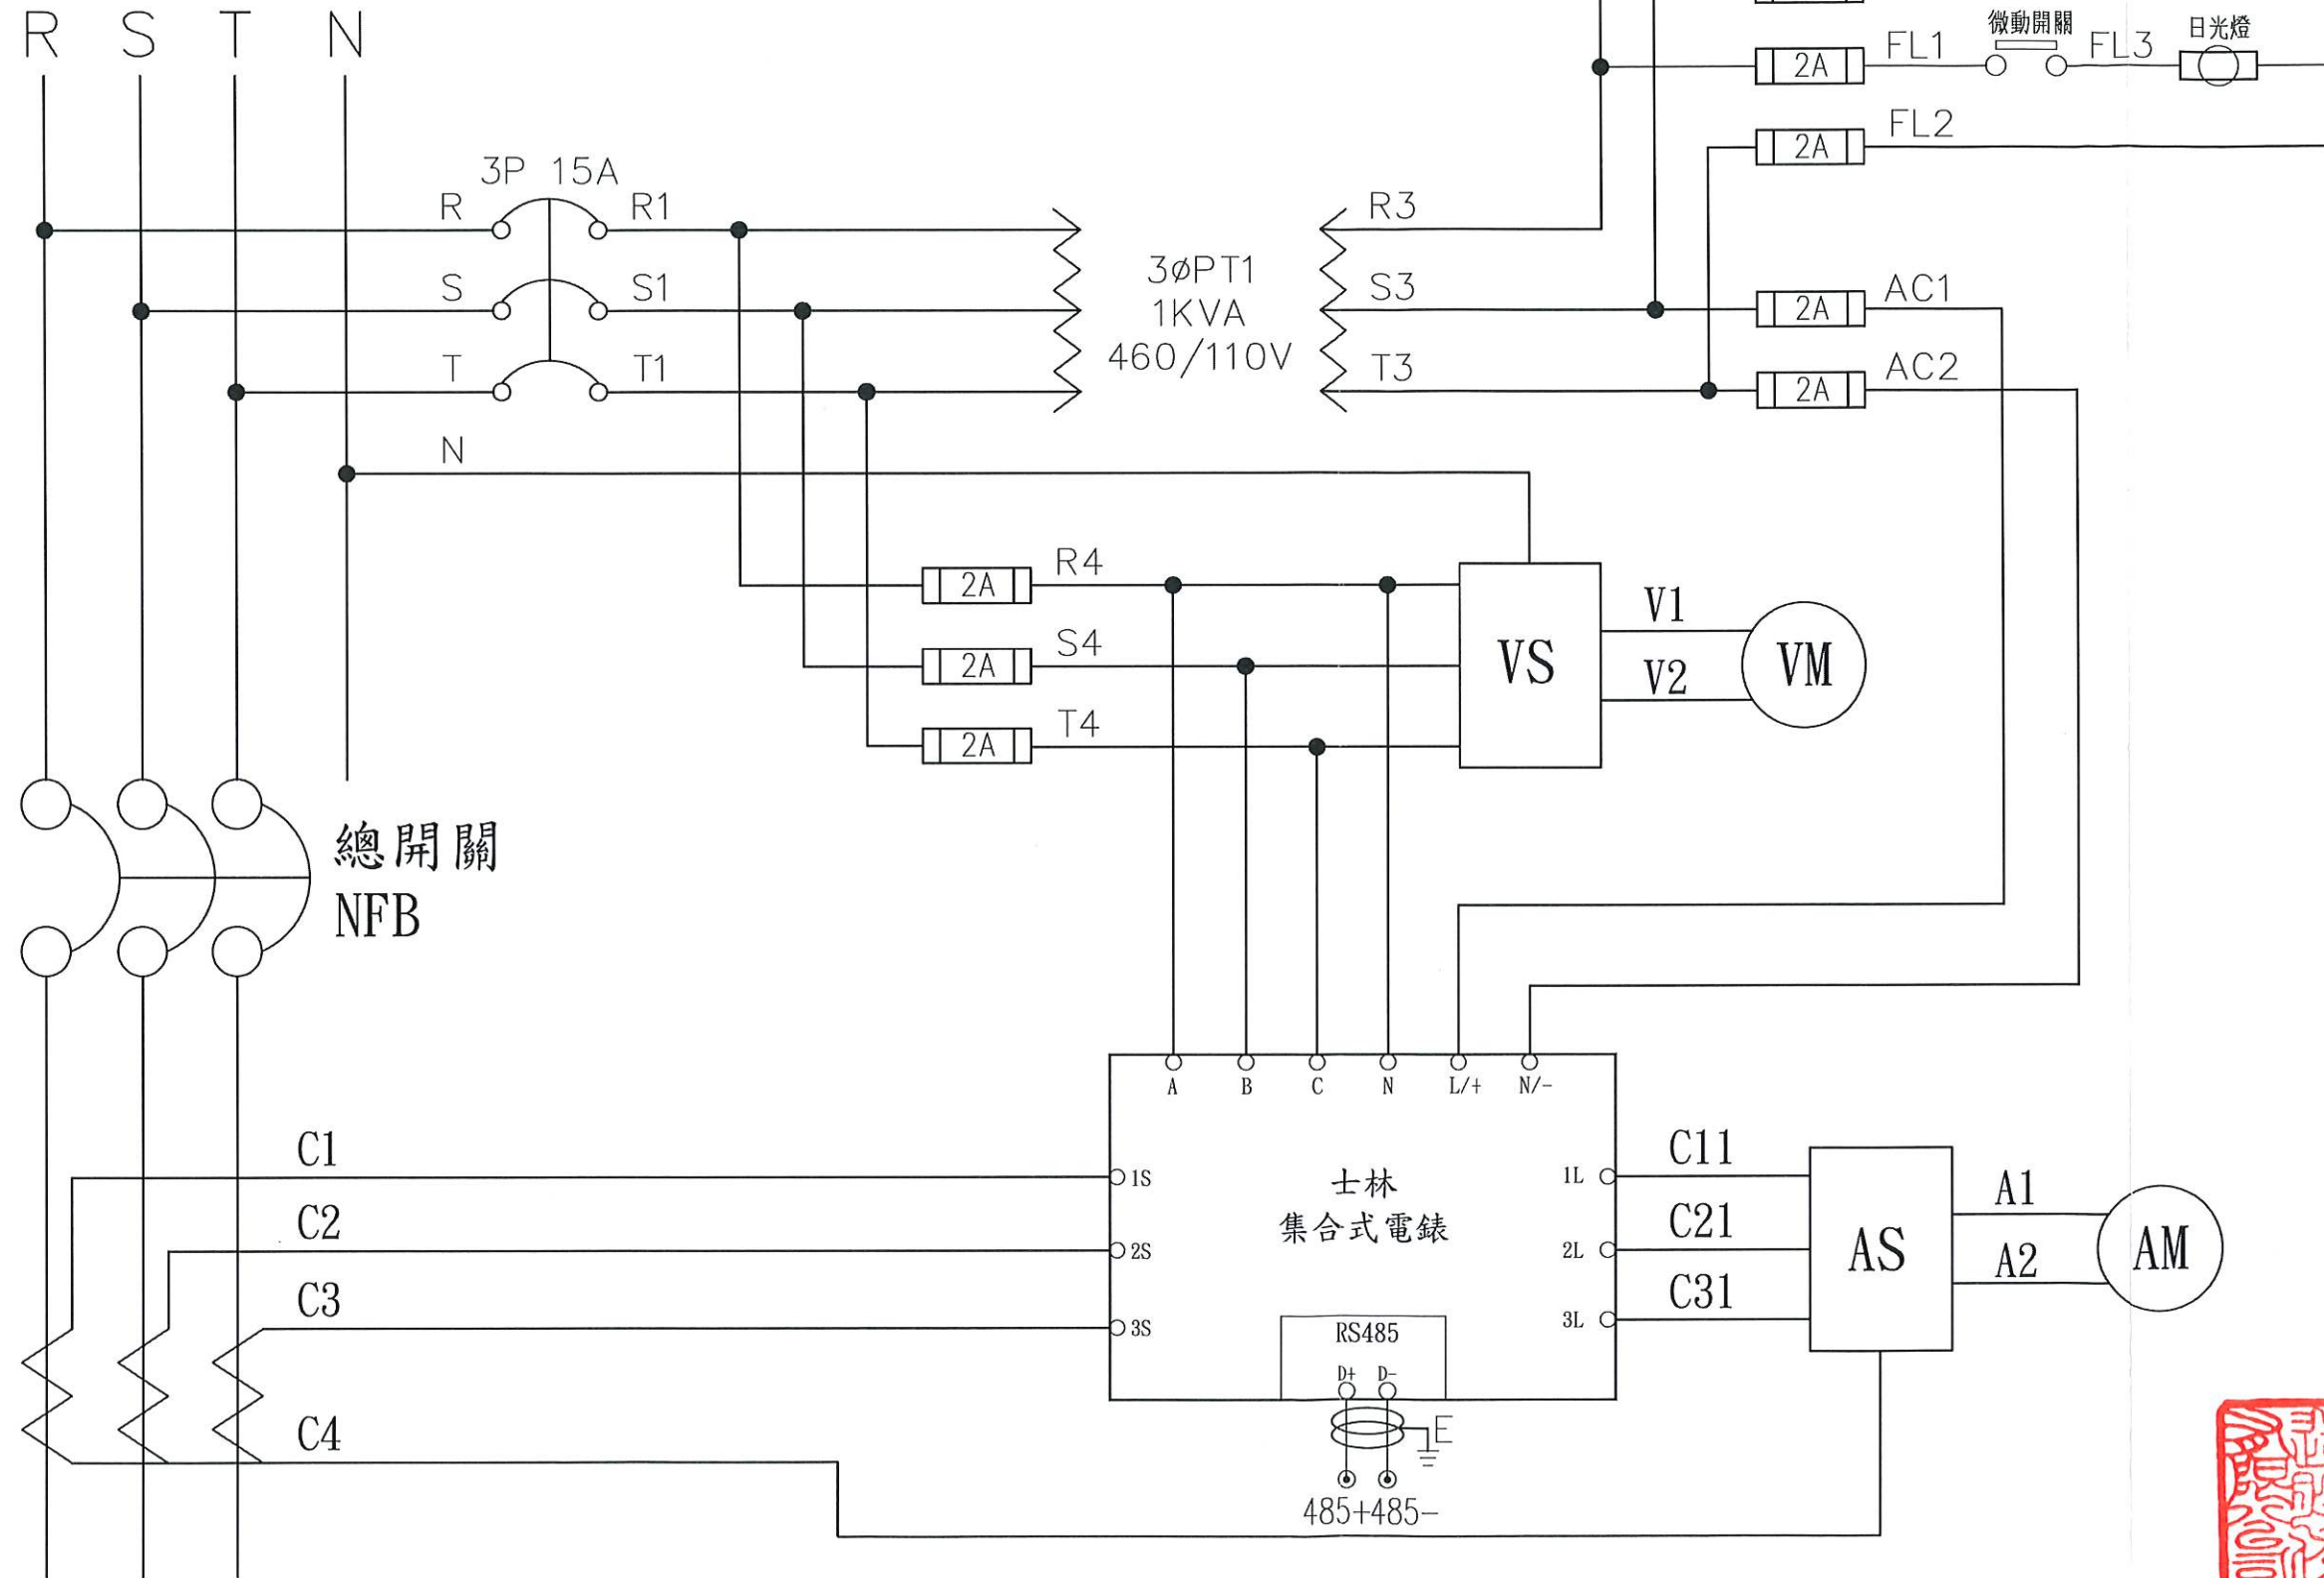 R S T N
微動開關
日光燈
2A FL1 FL3
2A FL2
3P 15A
R R1 R3
S S1 S3
T T1 T3
3øPT1
1KVA
460/110V
2A AC1
2A AC2
N
2A R4
2A S4
2A T4
VS
V1
V2
VM
總開關
NFB
A B C N L/+ N/-
C1
C2
C3
C4
1S
2S
3S
士林
集合式電錶
1L
2L
3L
C11
C21
C31
AS
A1
A2
AM
RS485
D+ D-
E
485+485-